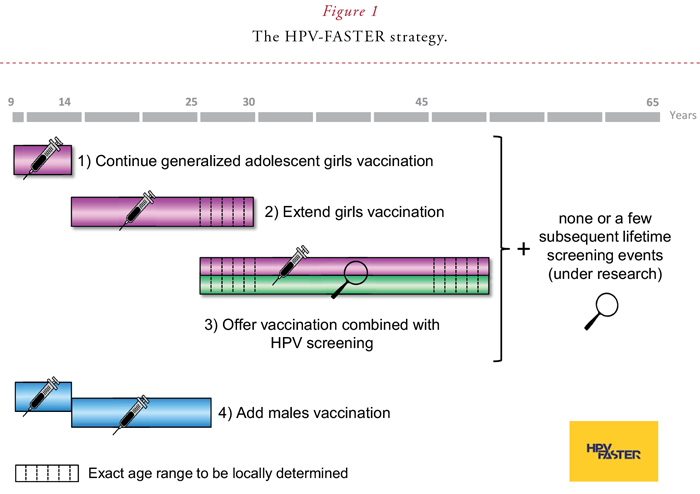 Figure 1
The HPV-FASTER strategy.
9 14 25 30 45 65 Years
1) Continue generalized adolescent girls vaccination
2) Extend girls vaccination
3) Offer vaccination combined with
HPV screening
+
none or a few
subsequent lifetime
screening events
(under research)
4) Add males vaccination
HPV
FASTER
Exact age range to be locally determined